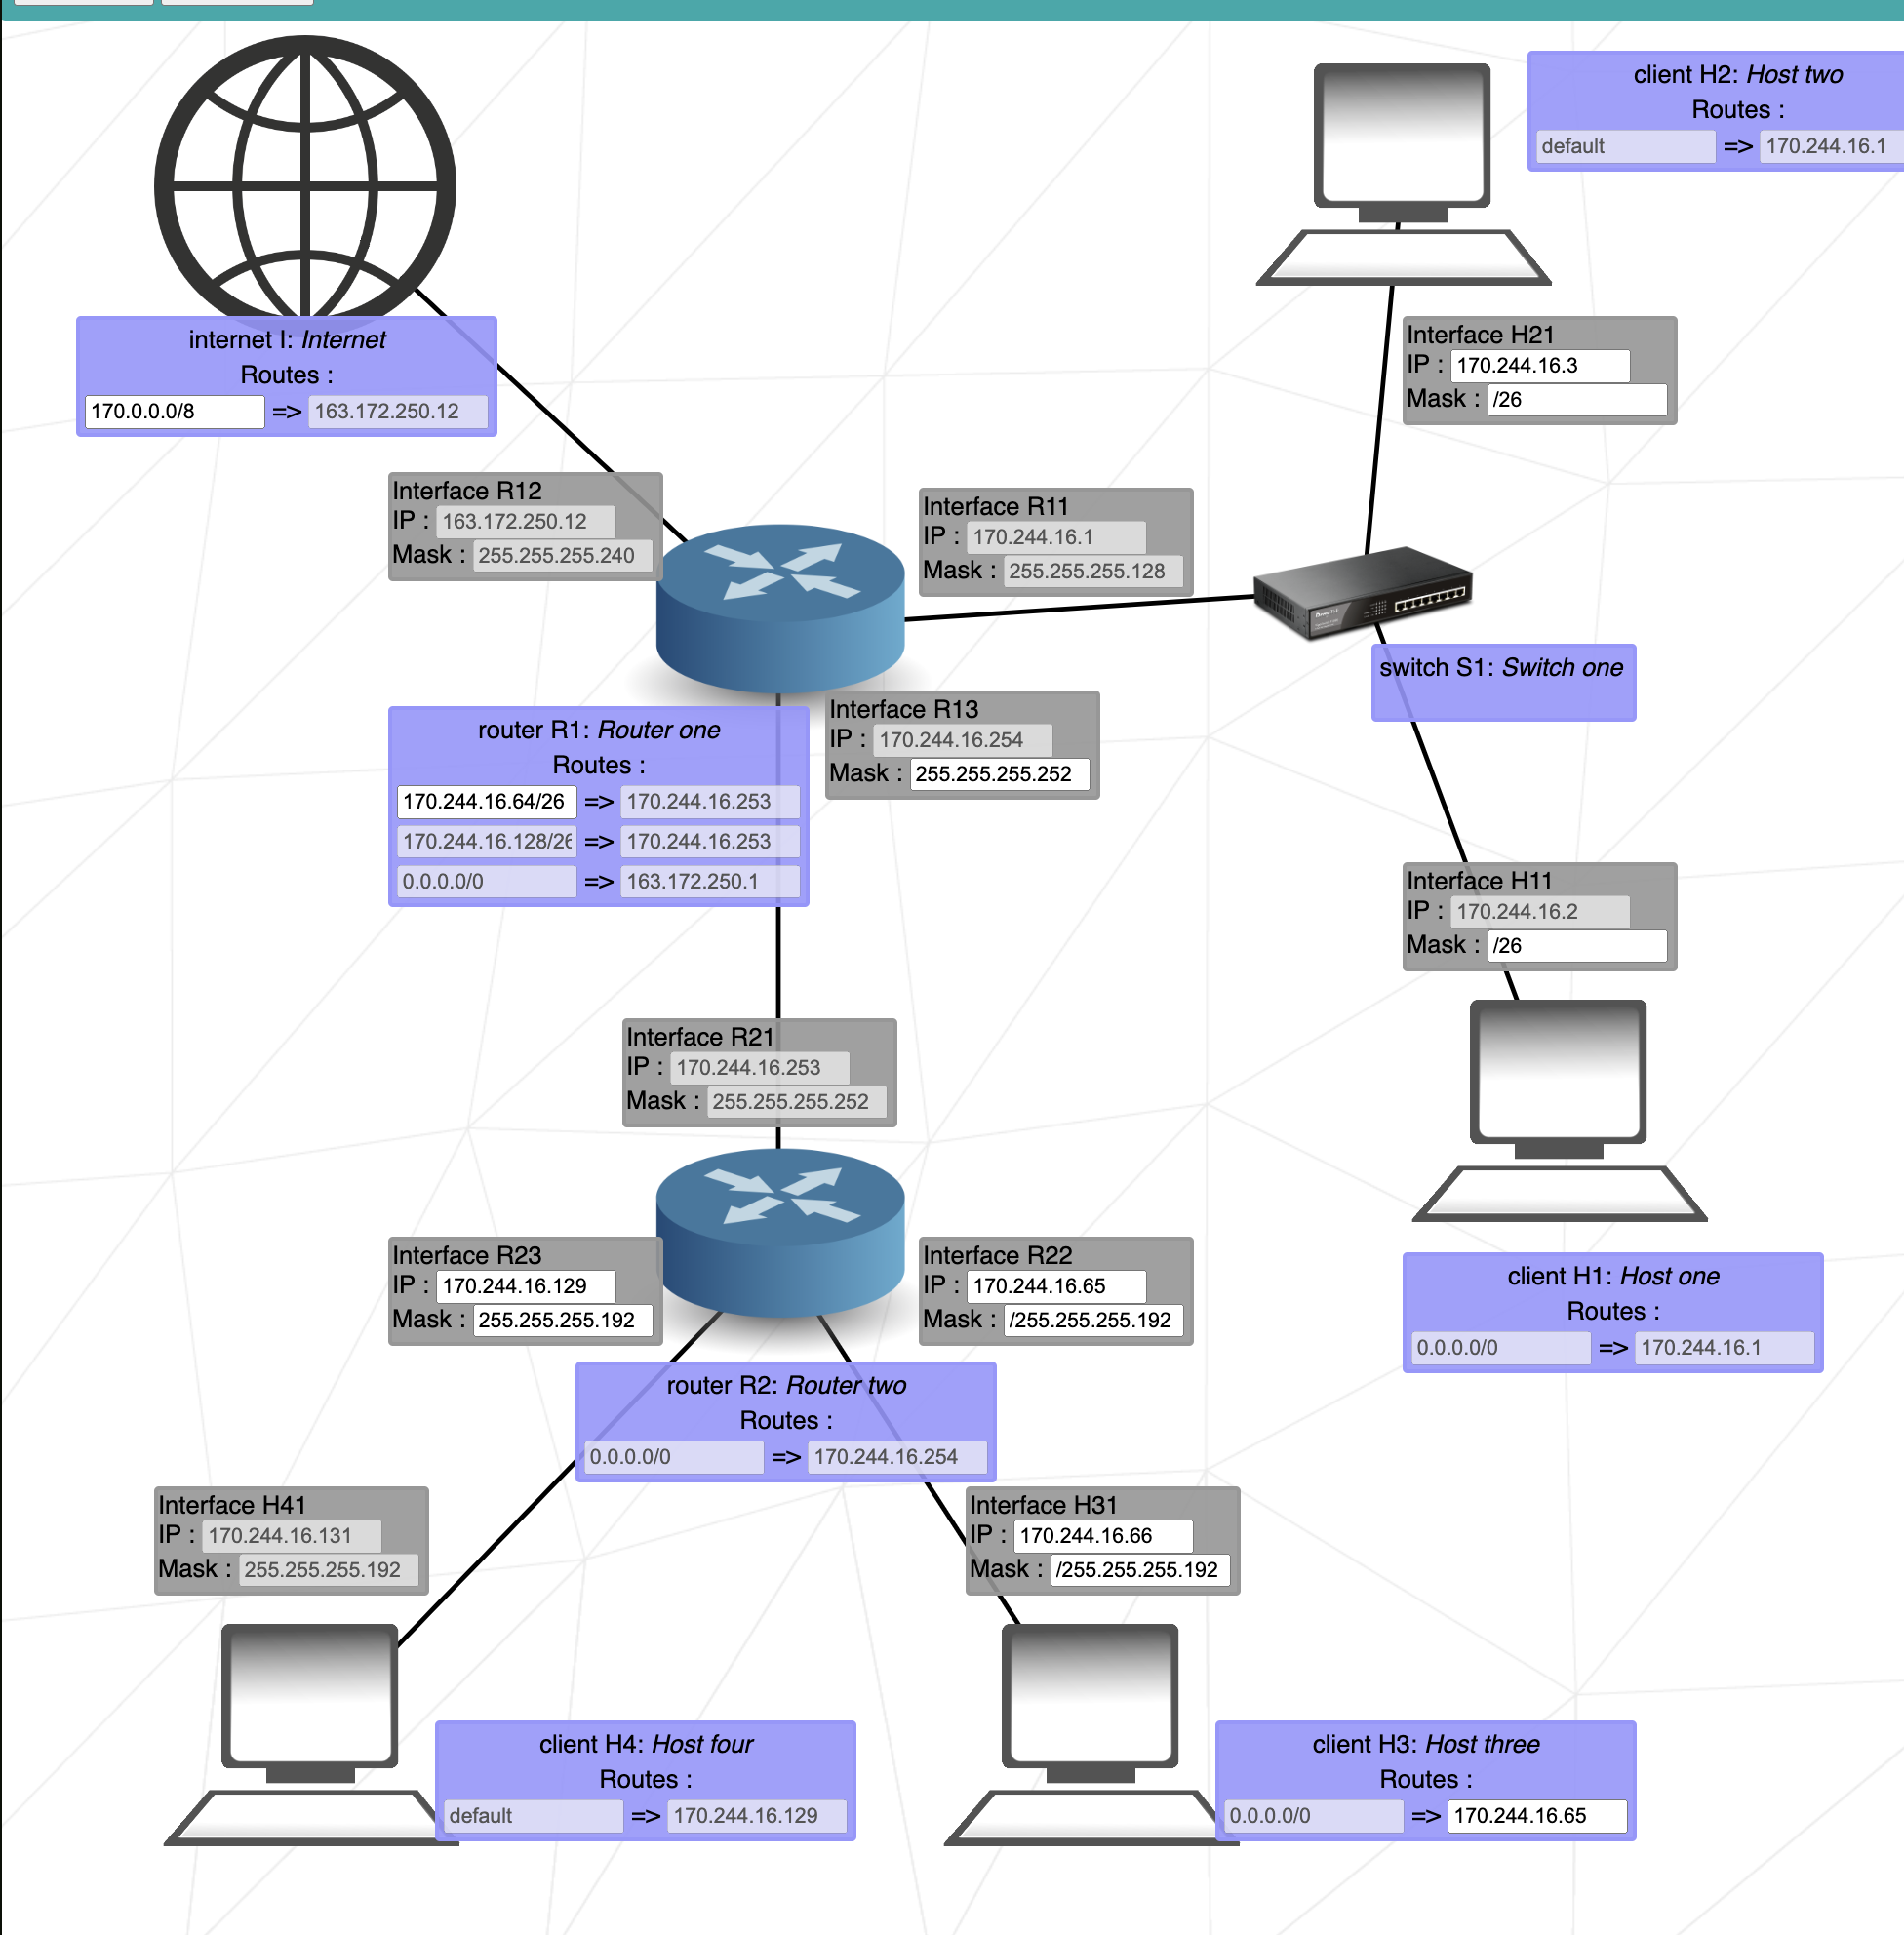 client H2: Host two
Routes :
default => 170.244.16.1
internet I: Internet
Routes :
170.0.0.0/8 => 163.172.250.12
Interface H21
IP : 170.244.16.3
Mask : /26
Interface R12
IP : 163.172.250.12
Mask : 255.255.255.240
Interface R11
IP : 170.244.16.1
Mask : 255.255.255.128
switch S1: Switch one
Interface R13
IP : 170.244.16.254
Mask : 255.255.255.252
router R1: Router one
Routes :
170.244.16.64/26 => 170.244.16.253
170.244.16.128/26 => 170.244.16.253
0.0.0.0/0 => 163.172.250.1
Interface H11
IP : 170.244.16.2
Mask : /26
Interface R21
IP : 170.244.16.253
Mask : 255.255.255.252
Interface R23
IP : 170.244.16.129
Mask : 255.255.255.192
Interface R22
IP : 170.244.16.65
Mask : /255.255.255.192
client H1: Host one
Routes :
0.0.0.0/0 => 170.244.16.1
router R2: Router two
Routes :
0.0.0.0/0 => 170.244.16.254
Interface H41
IP : 170.244.16.131
Mask : 255.255.255.192
Interface H31
IP : 170.244.16.66
Mask : /255.255.255.192
client H4: Host four
Routes :
default => 170.244.16.129
client H3: Host three
Routes :
0.0.0.0/0 => 170.244.16.65